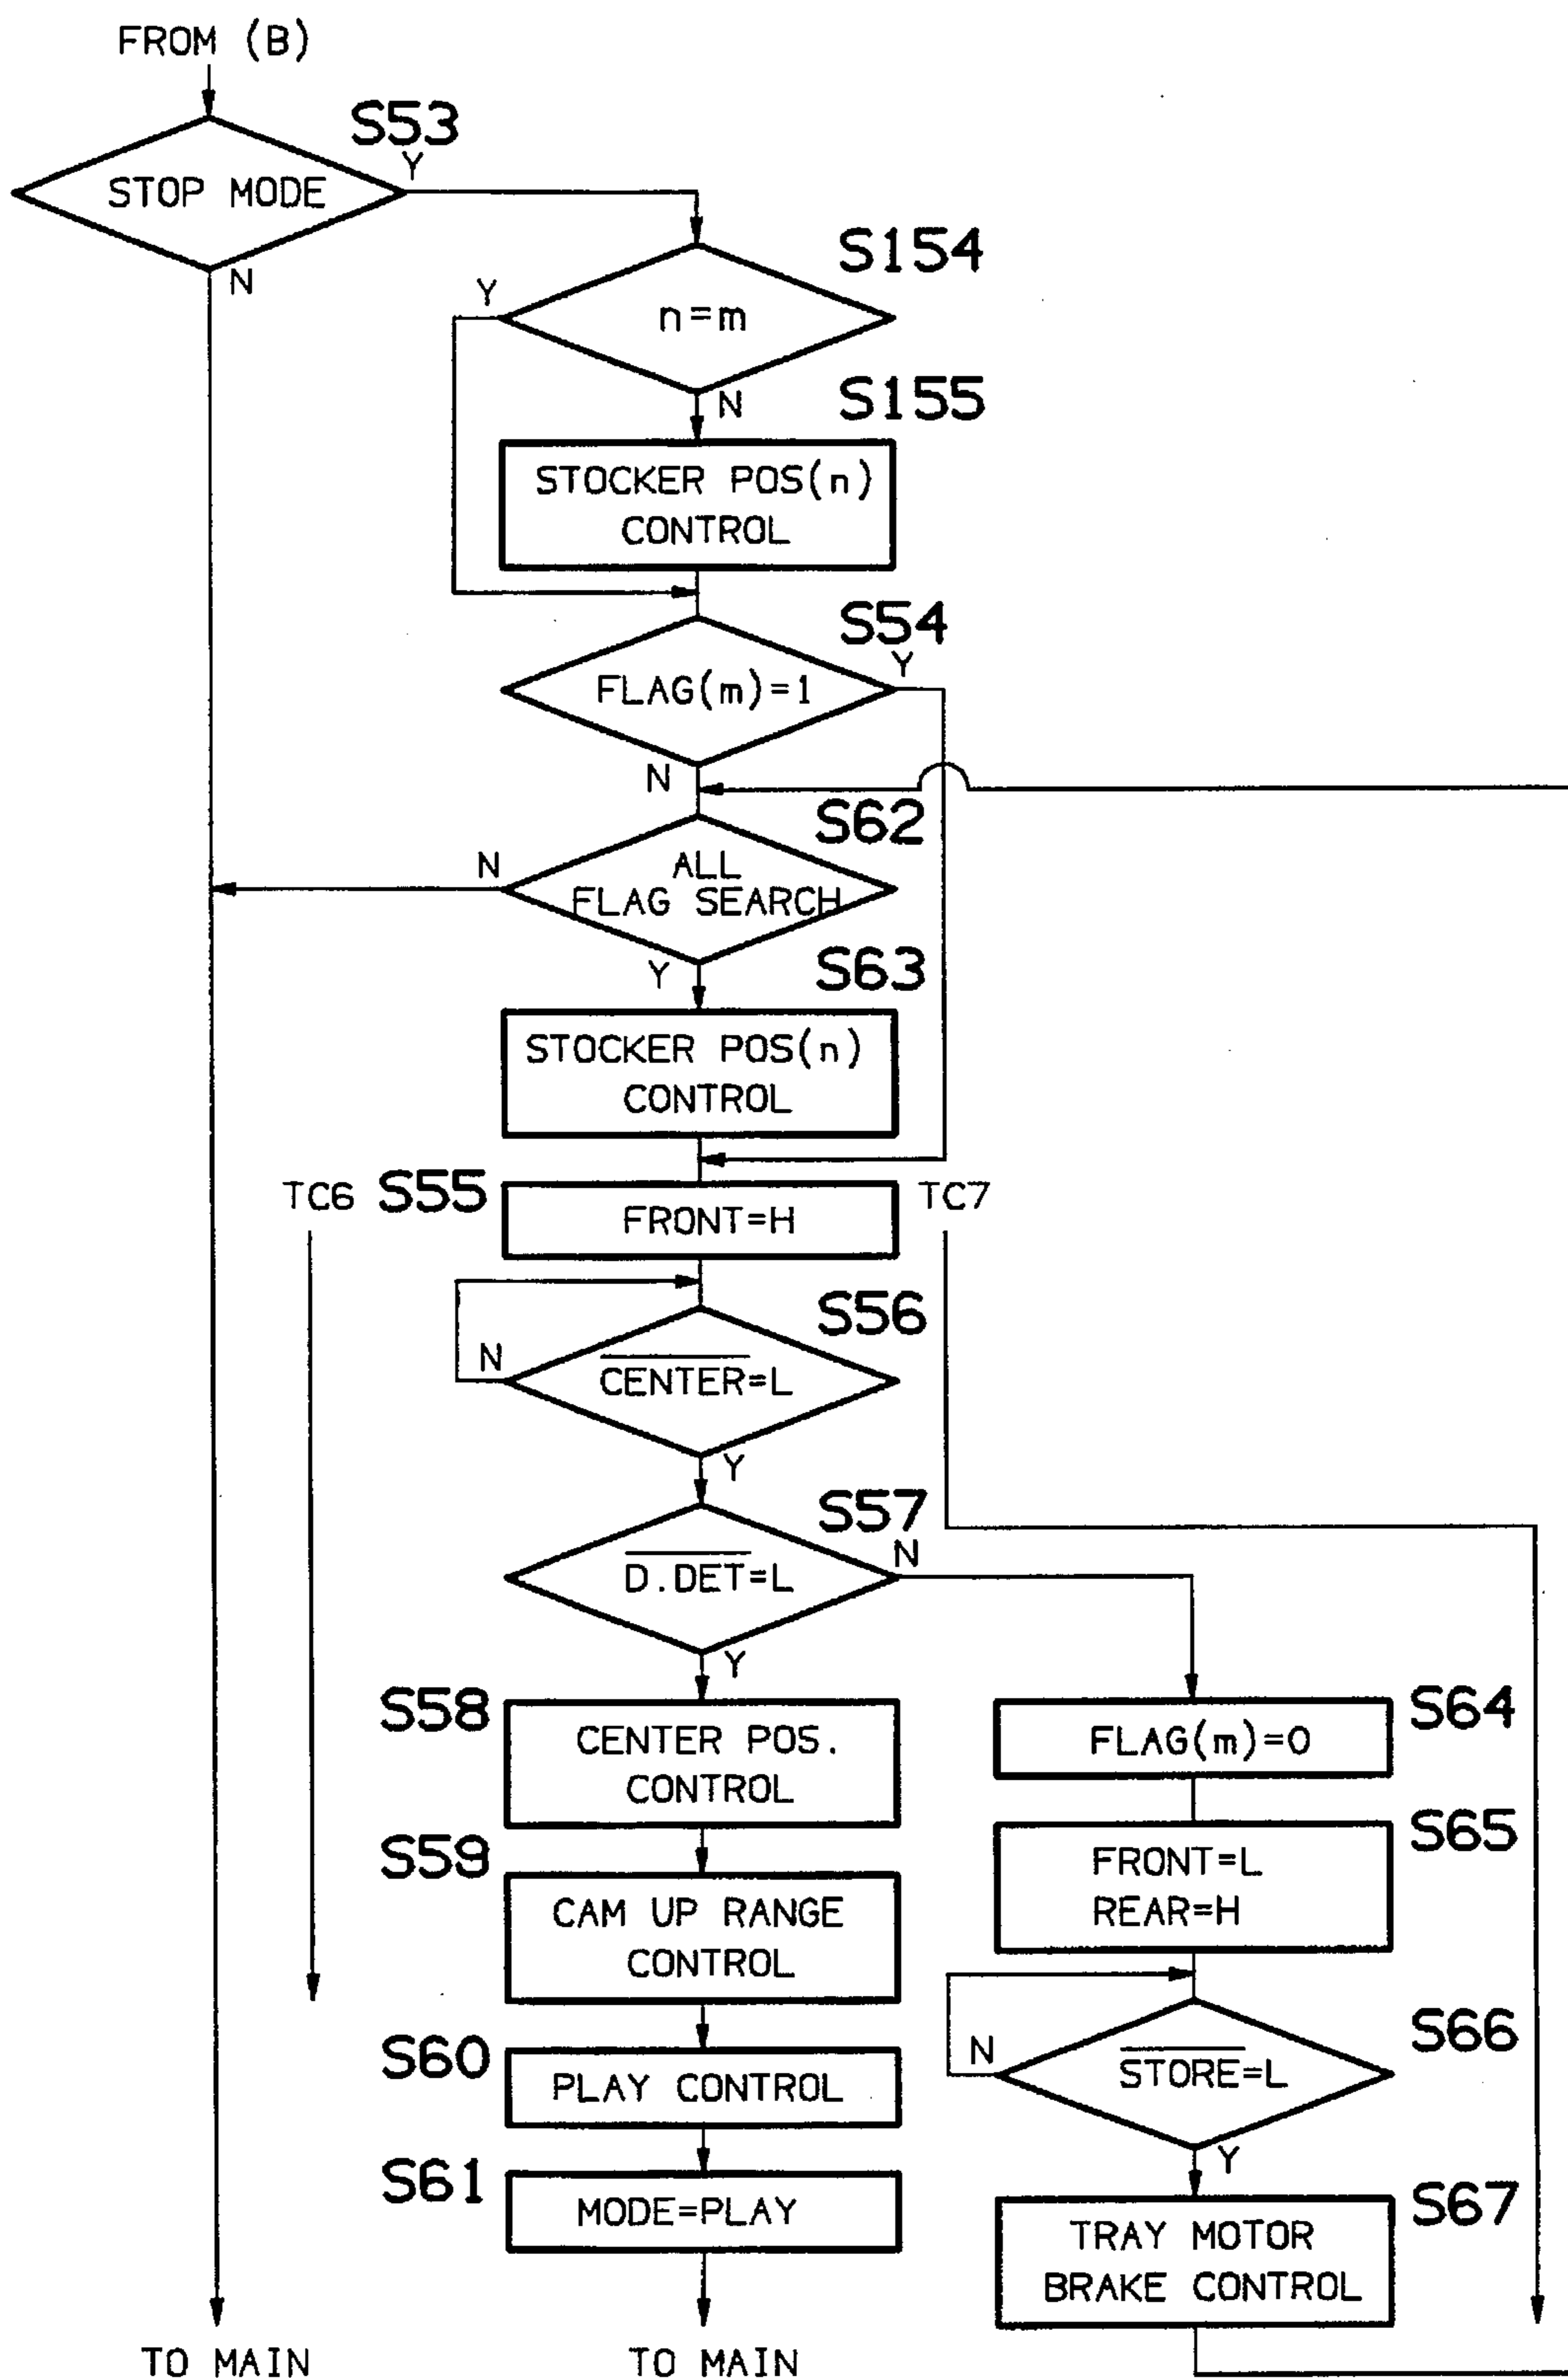 FROM (B)
S53
STOP MODE
Y
N
S154
n=m
Y
N
S155
STOCKER POS(n)
CONTROL
S54
FLAG(m)=1
Y
N
S62
ALL
FLAG SEARCH
N
Y
S63
STOCKER POS(n)
CONTROL
TC6
S55
FRONT=H
TC7
S56
CENTER=L
N
Y
S57
D.DET=L
N
Y
S58
CENTER POS.
CONTROL
S64
FLAG(m)=0
S59
CAM UP RANGE
CONTROL
S65
FRONT=L
REAR=H
S60
PLAY CONTROL
S66
STORE=L
N
Y
S61
MODE=PLAY
S67
TRAY MOTOR
BRAKE CONTROL
TO MAIN
TO MAIN